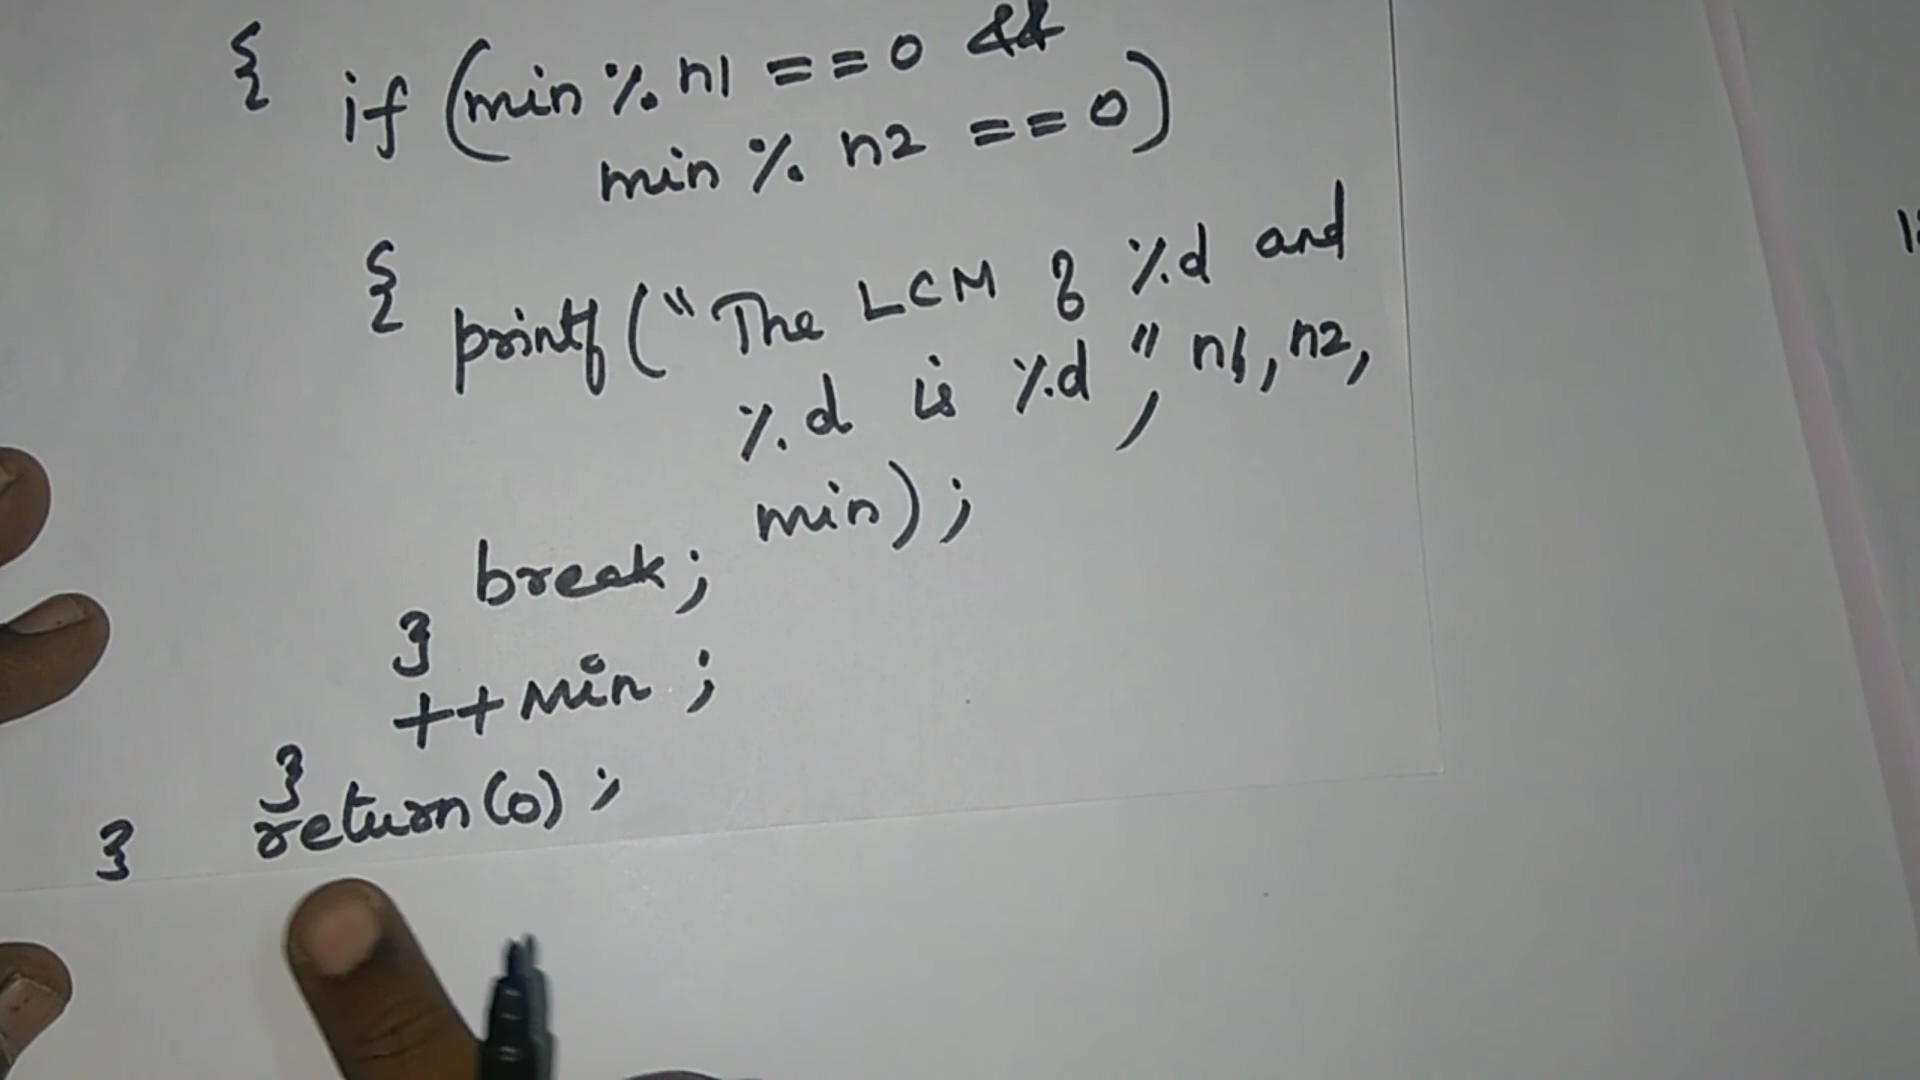 { if (min % n1 == 0 &&
min % n2 == 0)
{ printf ("The LCM of %d and
%d is %d", n1, n2,
min);
break;
}
++min;
}
return(0);
}